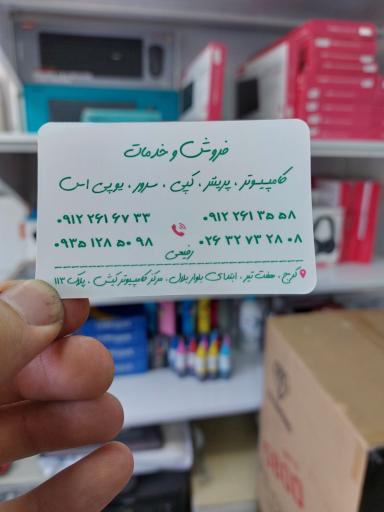 فروش و خدمات
کامپیوتر ، پرینتر ، کپی ، سرور ، یو پی اس
۰۹۱۲ ۲۶۱ ۳۵ ۵۸
۰۹۱۲ ۲۶۱ ۶۷ ۳۳
۰۲۶ ۳۲ ۷۳ ۲۸ ۰۸
۰۹۳۵ ۱۲۸ ۵۰ ۹۸
رفیعی
کرج ، هفت تیر ، ابتدای بلوار بلال ، مرکز کامپیوتر کیش ، پلاک ۱۱۳